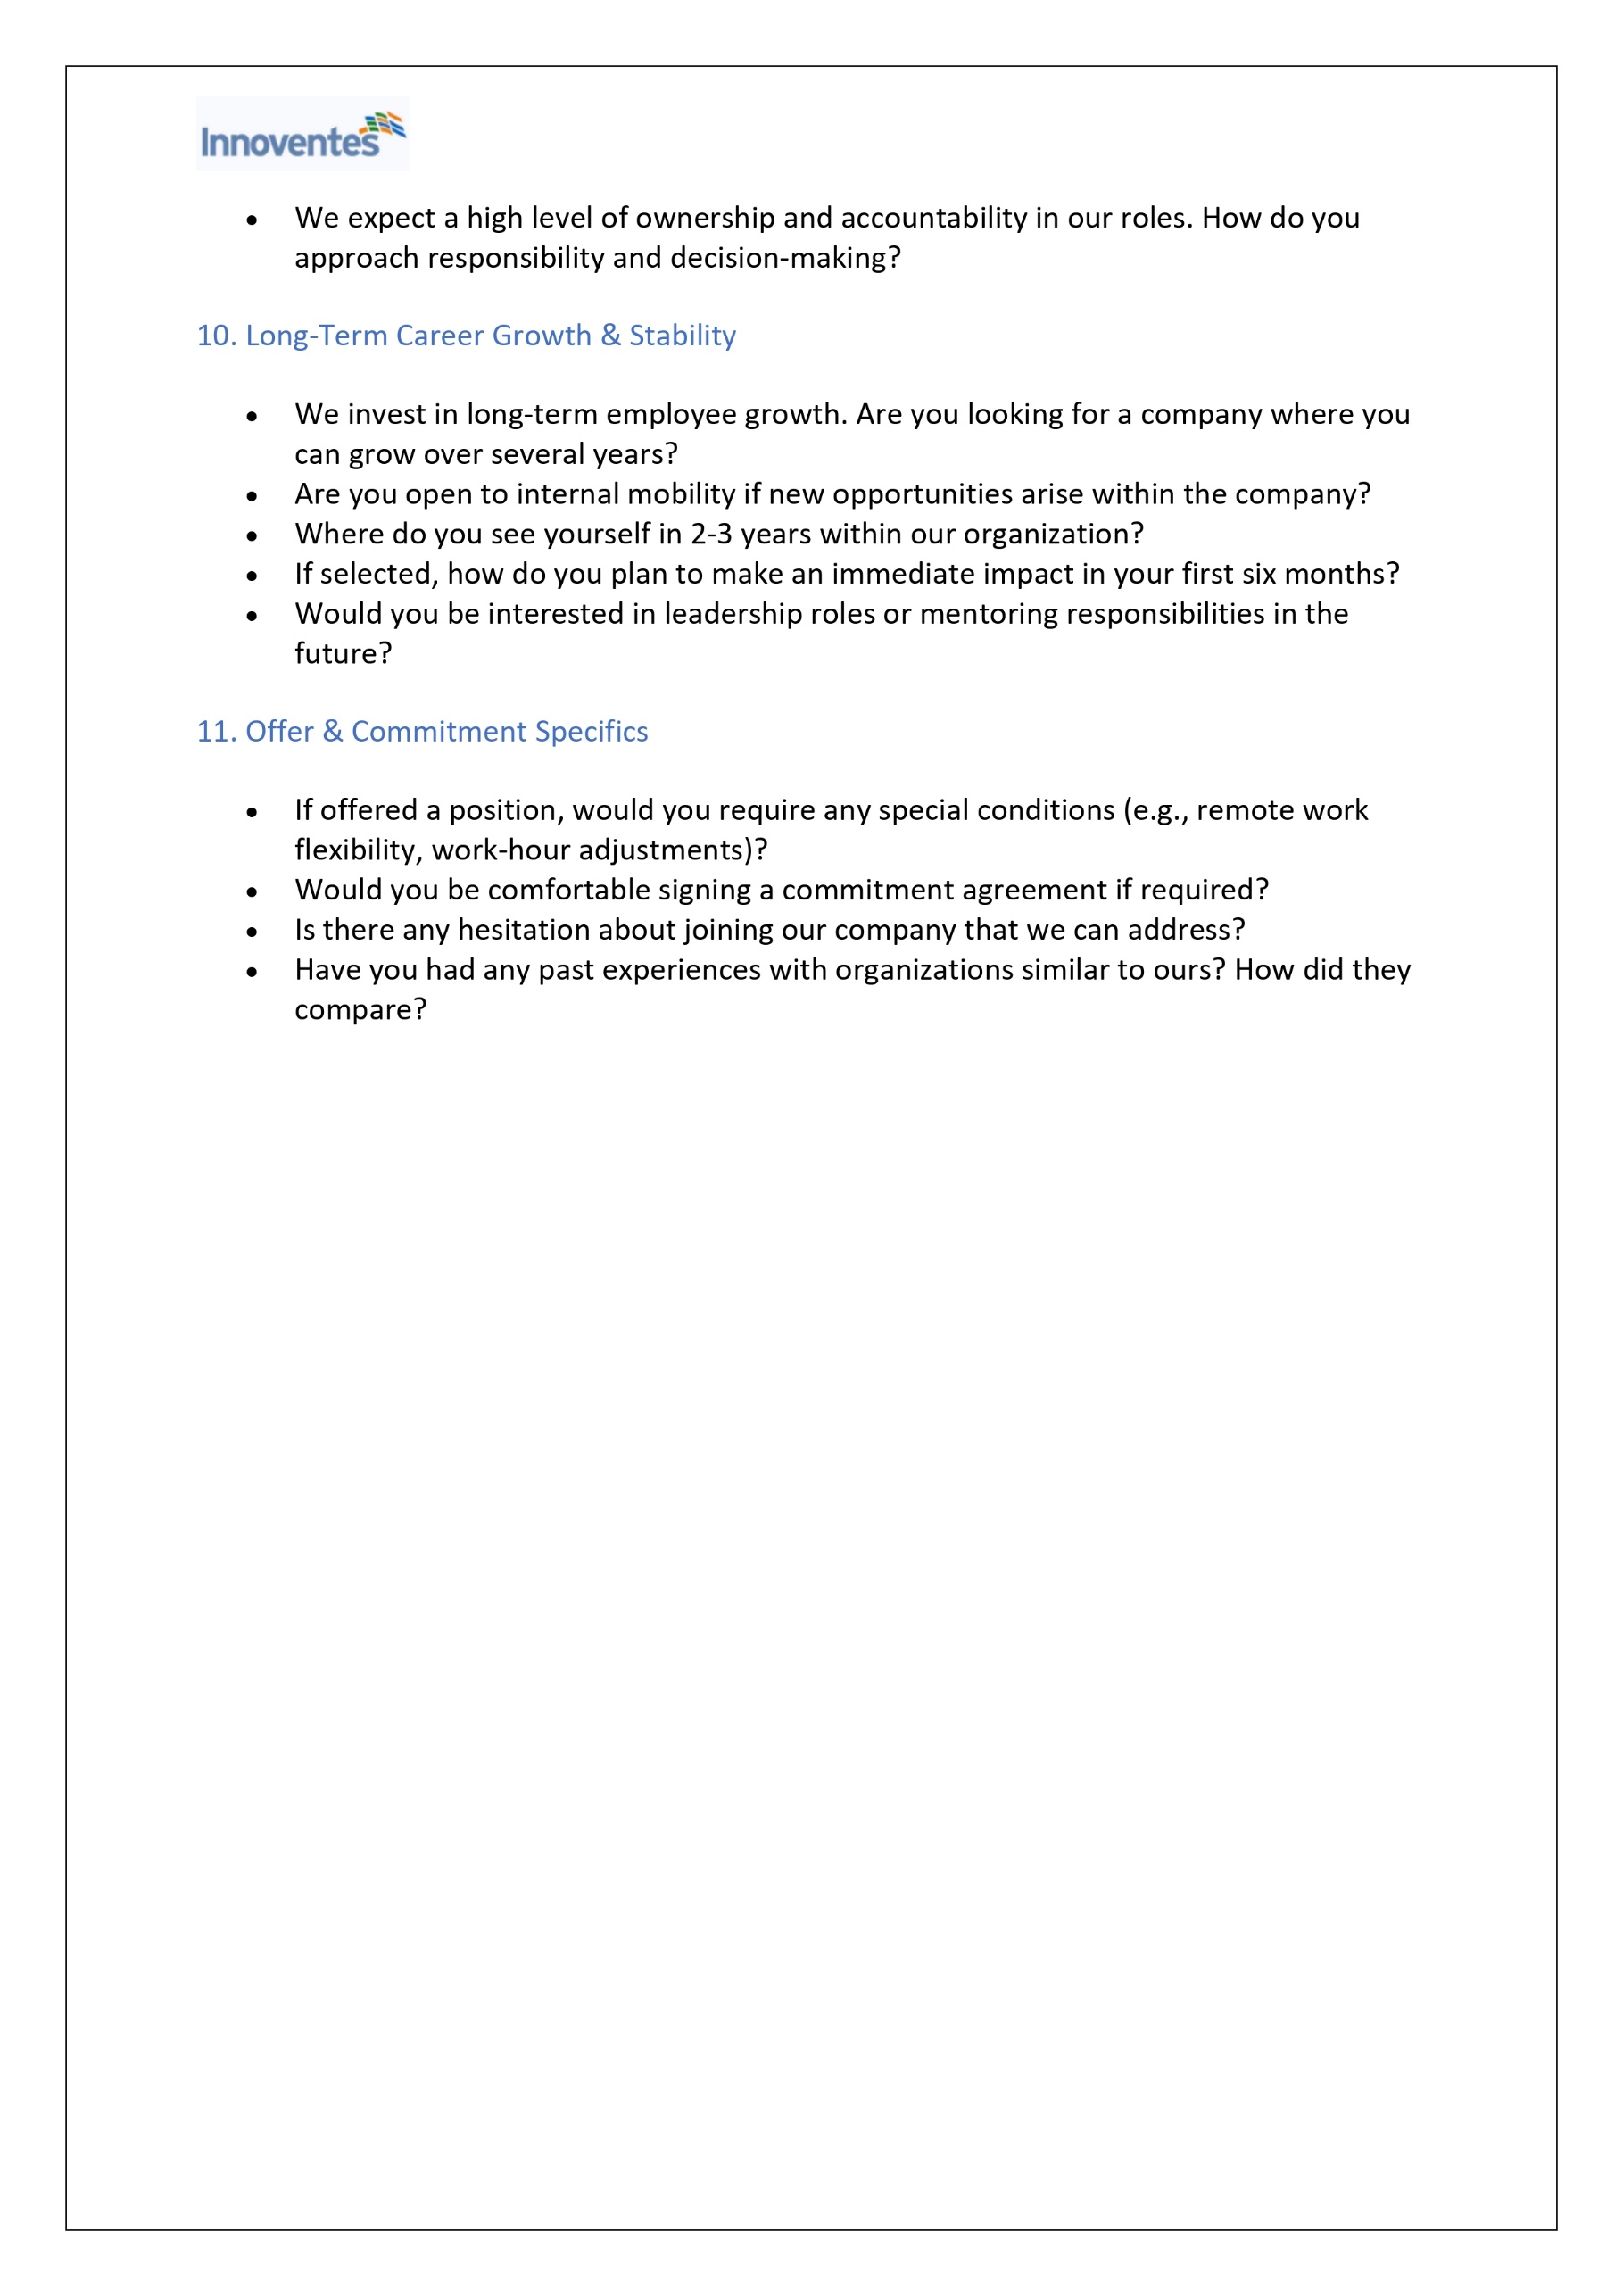 Innoventes
• We expect a high level of ownership and accountability in our roles. How do you
approach responsibility and decision-making?
10. Long-Term Career Growth & Stability
• We invest in long-term employee growth. Are you looking for a company where you
can grow over several years?
• Are you open to internal mobility if new opportunities arise within the company?
• Where do you see yourself in 2-3 years within our organization?
• If selected, how do you plan to make an immediate impact in your first six months?
• Would you be interested in leadership roles or mentoring responsibilities in the
future?
11. Offer & Commitment Specifics
• If offered a position, would you require any special conditions (e.g., remote work
flexibility, work-hour adjustments)?
• Would you be comfortable signing a commitment agreement if required?
• Is there any hesitation about joining our company that we can address?
• Have you had any past experiences with organizations similar to ours? How did they
compare?